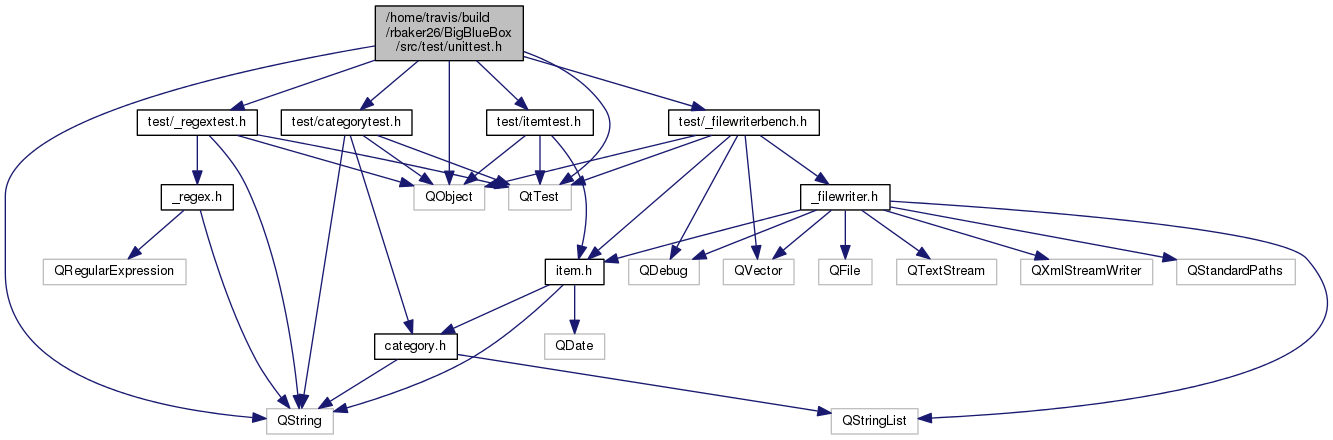 /home/travis/build
/rbaker26/BigBlueBox
/src/test/unittest.h
test/_regextest.h
test/categorytest.h
test/itemtest.h
test/_filewriterbench.h
_regex.h
QObject
QtTest
_filewriter.h
QRegularExpression
item.h
QDebug
QVector
QFile
QTextStream
QXmlStreamWriter
QStandardPaths
category.h
QDate
QString
QStringList